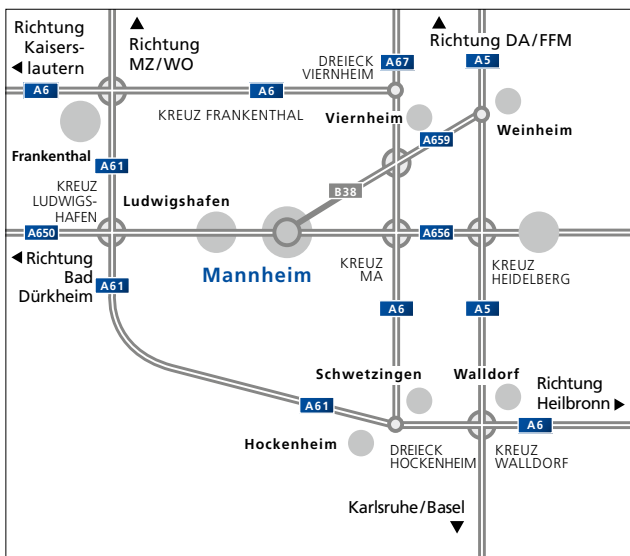 Richtung
Kaisers-
lautern
Richtung
MZ/WO
DREIECK
VIERNHEIM
A67
Richtung DA/FFM
A5
A6
A6
KREUZ FRANKENTHAL
Viernheim
Weinheim
Frankenthal
A659
A61
KREUZ
LUDWIGS-
HAFEN
Ludwigshafen
B38
A650
A656
Richtung
Bad
Dürkheim
Mannheim
KREUZ
MA
KREUZ
HEIDELBERG
A61
A6
A5
Schwetzingen
Walldorf
Richtung
Heilbronn
A61
A6
Hockenheim
DREIECK
HOCKENHEIM
KREUZ
WALLDORF
Karlsruhe/Basel